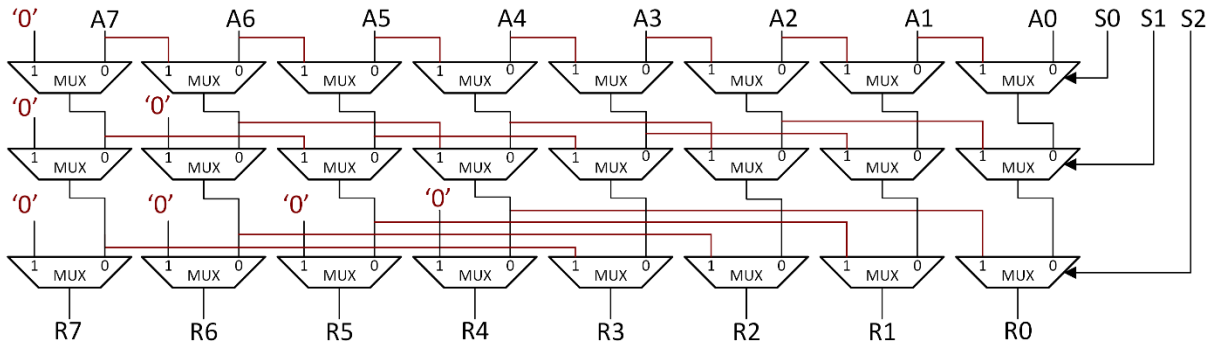 ‘0’ A7 A6 A5 A4 A3 A2 A1 A0 S0 S1 S2
1 0 1 0 1 0 1 0 1 0 1 0 1 0 1 0
MUX MUX MUX MUX MUX MUX MUX MUX
‘0’ ‘0’
1 0 1 0 1 0 1 0 1 0 1 0 1 0 1 0
MUX MUX MUX MUX MUX MUX MUX MUX
‘0’ ‘0’ ‘0’ ‘0’
1 0 1 0 1 0 1 0 1 0 1 0 1 0 1 0
MUX MUX MUX MUX MUX MUX MUX MUX
R7 R6 R5 R4 R3 R2 R1 R0